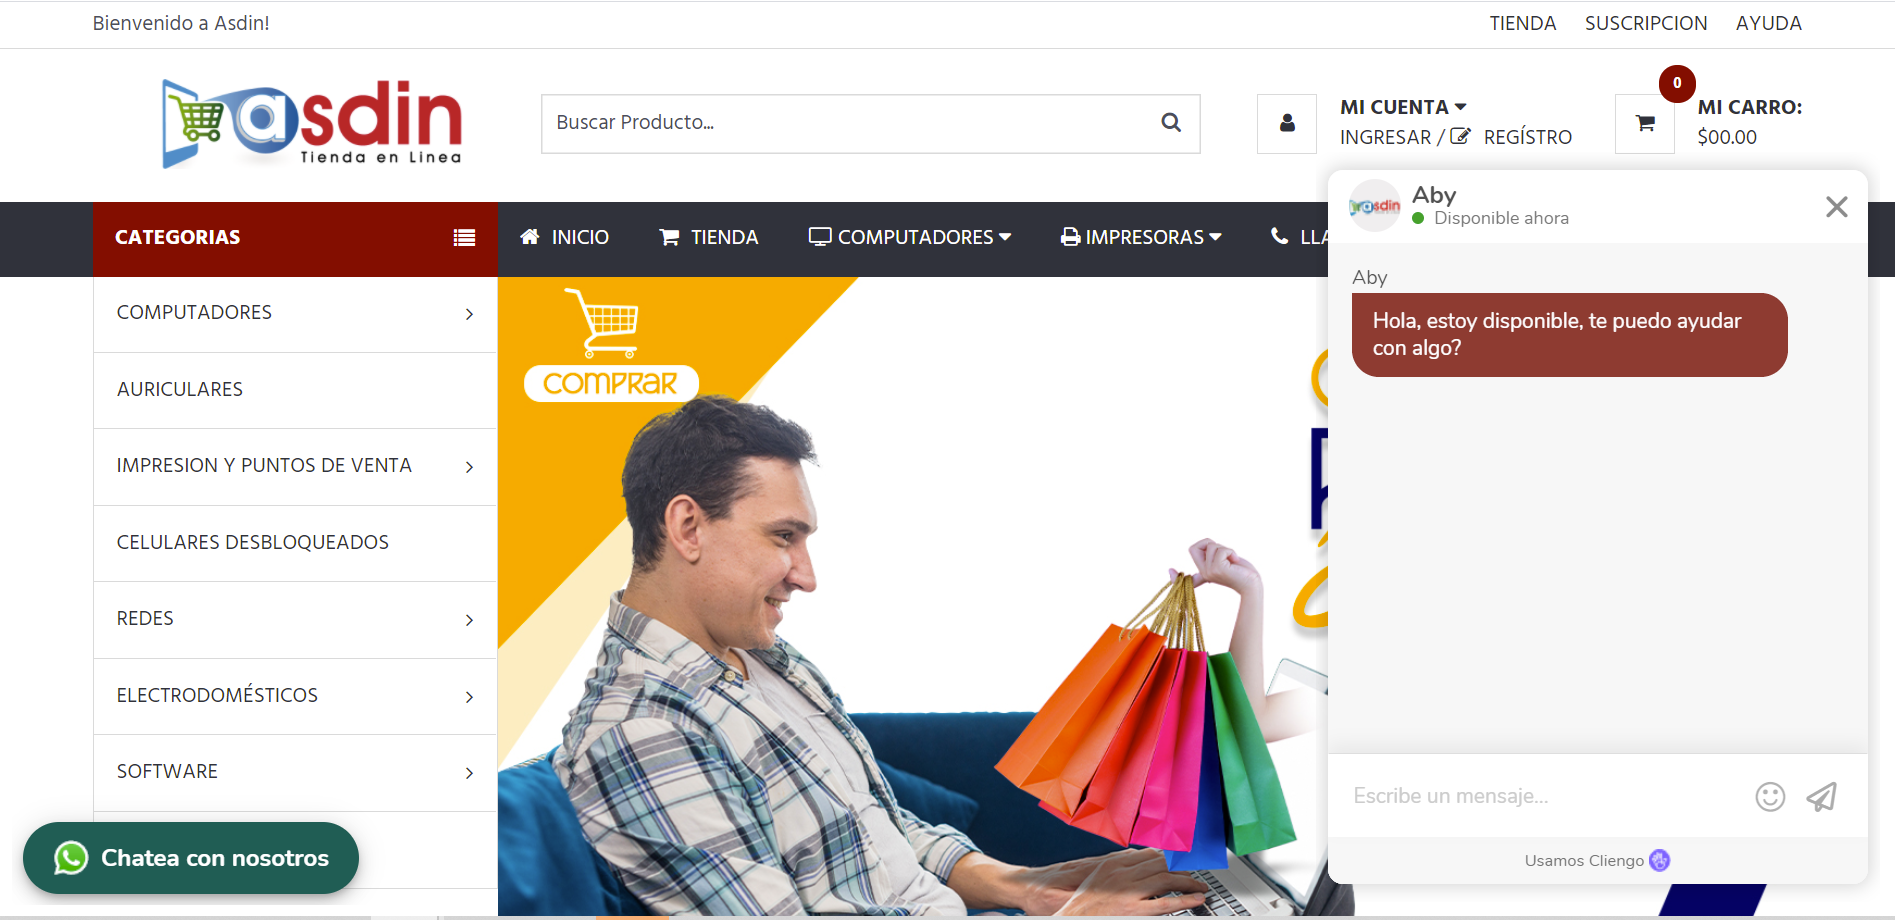 Bienvenido a Asdin!
TIENDA SUSCRIPCION AYUDA
asdin
Tienda en Linea
Buscar Producto...
MI CUENTA
INGRESAR / REGÍSTRO
0
MI CARRO:
$00.00
CATEGORIAS
INICIO TIENDA COMPUTADORES IMPRESORAS
COMPUTADORES
AURICULARES
IMPRESION Y PUNTOS DE VENTA
CELULARES DESBLOQUEADOS
REDES
ELECTRODOMÉSTICOS
SOFTWARE
Chatea con nosotros
COMPRAR
asdin
Aby
Disponible ahora
Aby
Hola, estoy disponible, te puedo ayudar
con algo?
Escribe un mensaje...
Usamos Cliengo